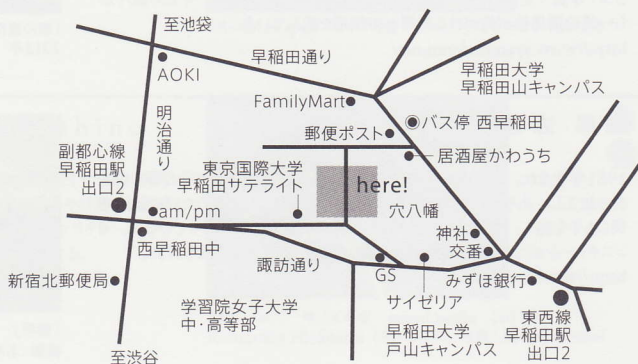 至池袋
早稲田通り
AOKI
早稲田大学
早稲田山キャンパス
FamilyMart
明治通り
郵便ポスト
バス停 西早稲田
副都心線
早稲田駅
出口2
東京国際大学
早稲田サテライト
居酒屋かわうち
here!
穴八幡
am/pm
神社
交番
西早稲田中
諏訪通り
新宿北郵便局
GS
サイゼリア
みずほ銀行
学習院女子大学
中・高等部
早稲田大学
戸山キャンパス
東西線
早稲田駅
出口2
至渋谷